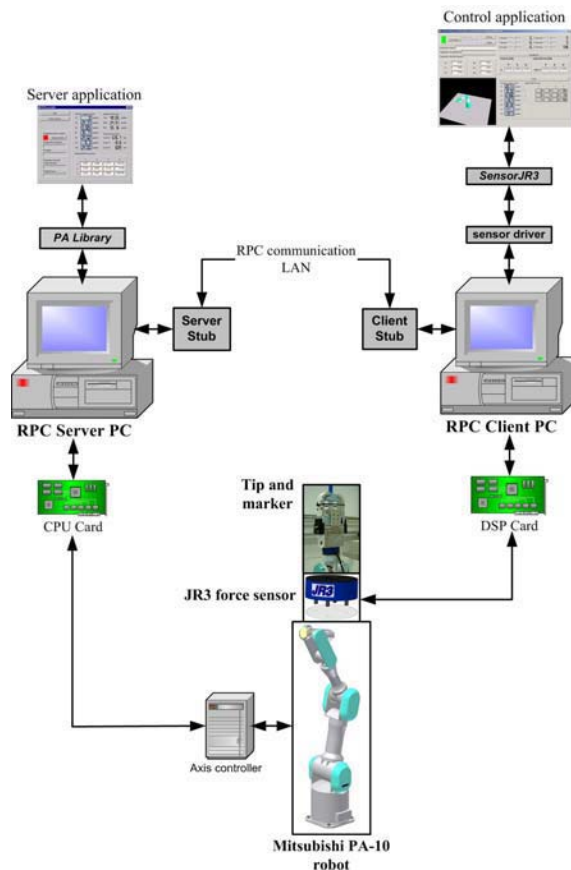 Control application
Server application
SensorJR3
PA Library
sensor driver
RPC communication
LAN
Server
Stub
Client
Stub
RPC Server PC
RPC Client PC
CPU Card
DSP Card
Tip and
marker
JR3 force sensor
JR3
Axis controller
Mitsubishi PA-10
robot